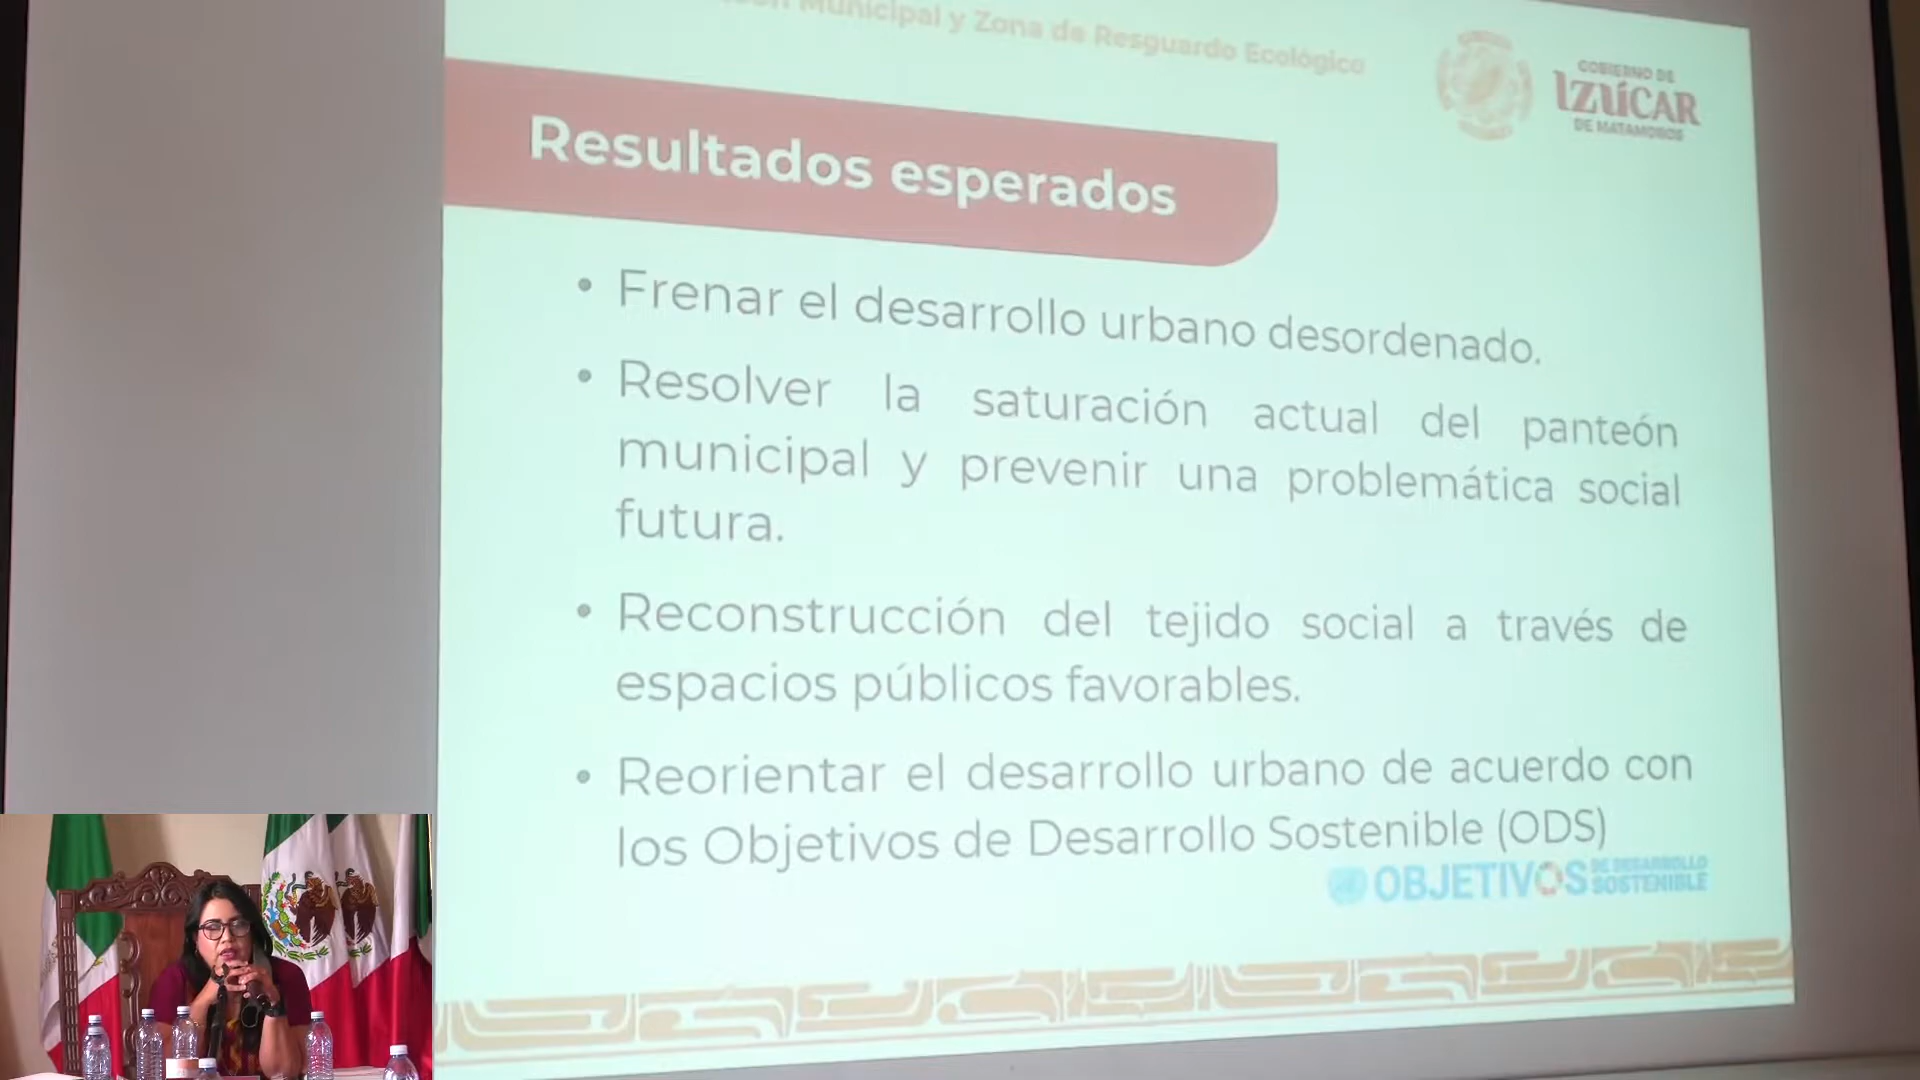 Municipal y Zona de Resguardo Ecológico
GOBIERNO DE
IZÚCAR
DE MATAMOROS
Resultados esperados
• Frenar el desarrollo urbano desordenado.
• Resolver la saturación actual del panteón
municipal y prevenir una problemática social
futura.
• Reconstrucción del tejido social a través de
espacios públicos favorables.
• Reorientar el desarrollo urbano de acuerdo con
los Objetivos de Desarrollo Sostenible (ODS)
OBJETIVOS DE DESARROLLO
SOSTENIBLE